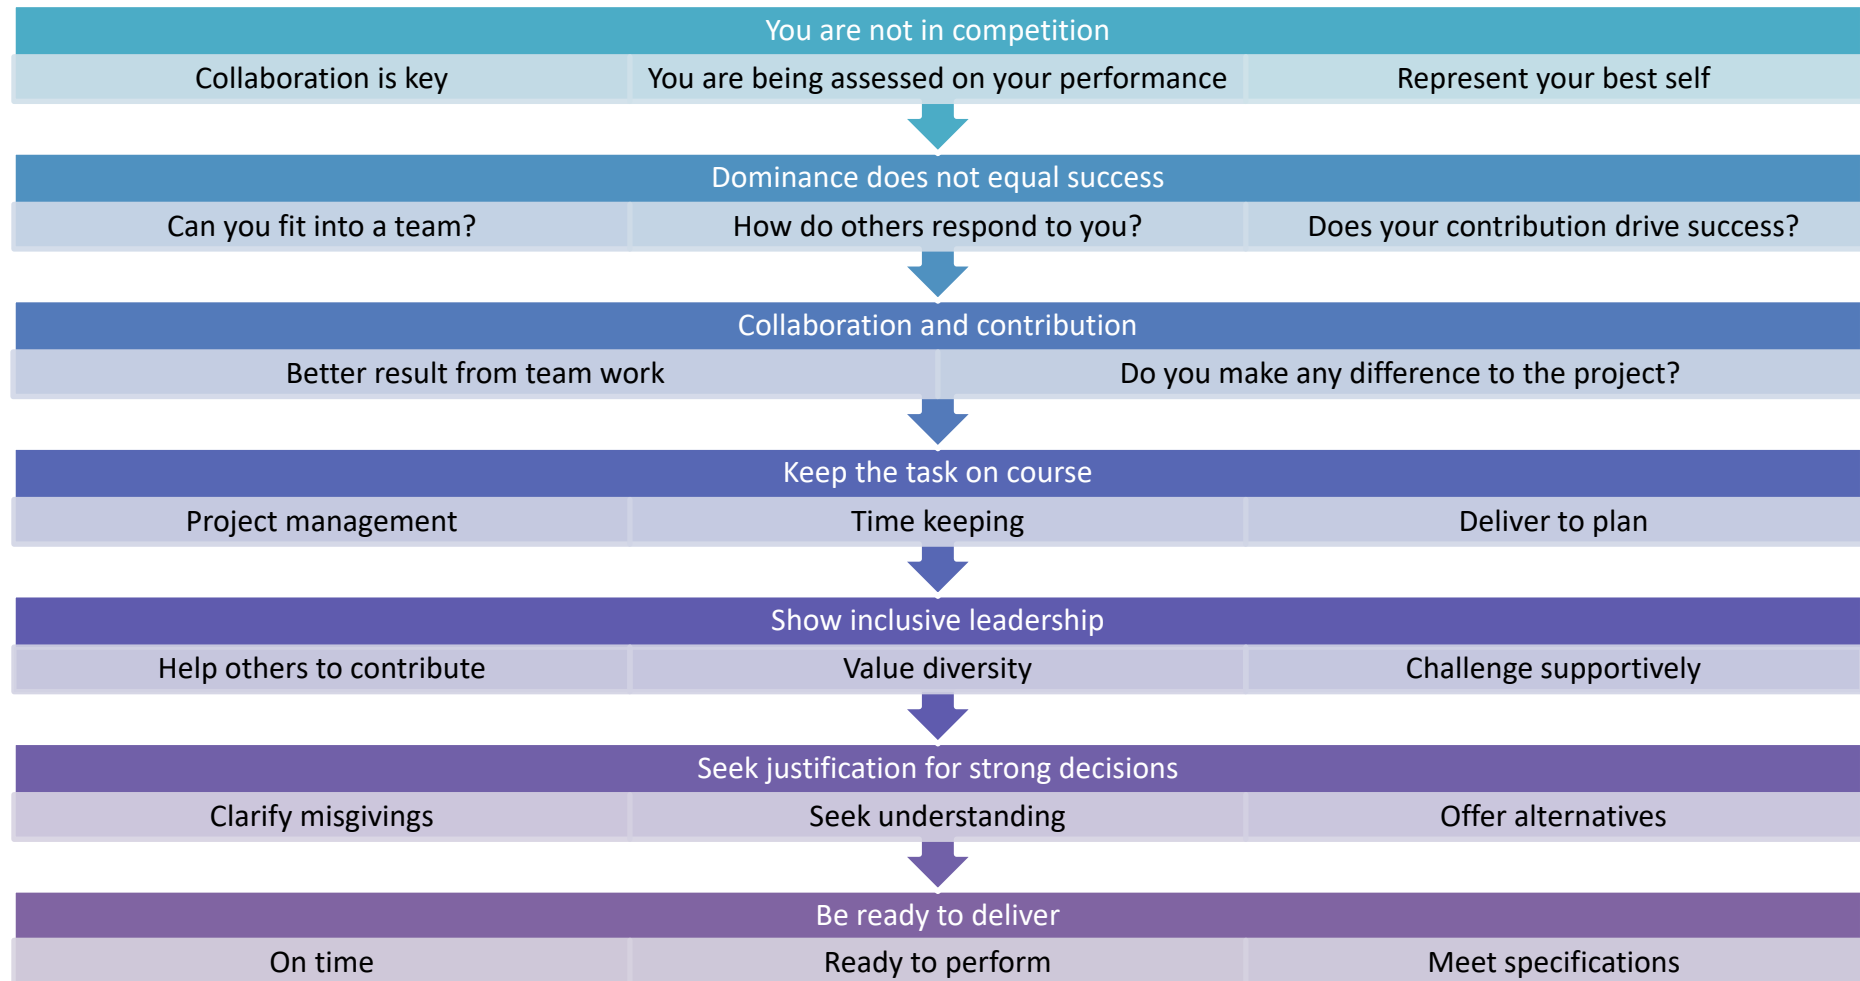 You are not in competition
Collaboration is key
You are being assessed on your performance
Represent your best self
Dominance does not equal success
Can you fit into a team?
How do others respond to you?
Does your contribution drive success?
Collaboration and contribution
Better result from team work
Do you make any difference to the project?
Keep the task on course
Project management
Time keeping
Deliver to plan
Show inclusive leadership
Help others to contribute
Value diversity
Challenge supportively
Seek justification for strong decisions
Clarify misgivings
Seek understanding
Offer alternatives
Be ready to deliver
On time
Ready to perform
Meet specifications